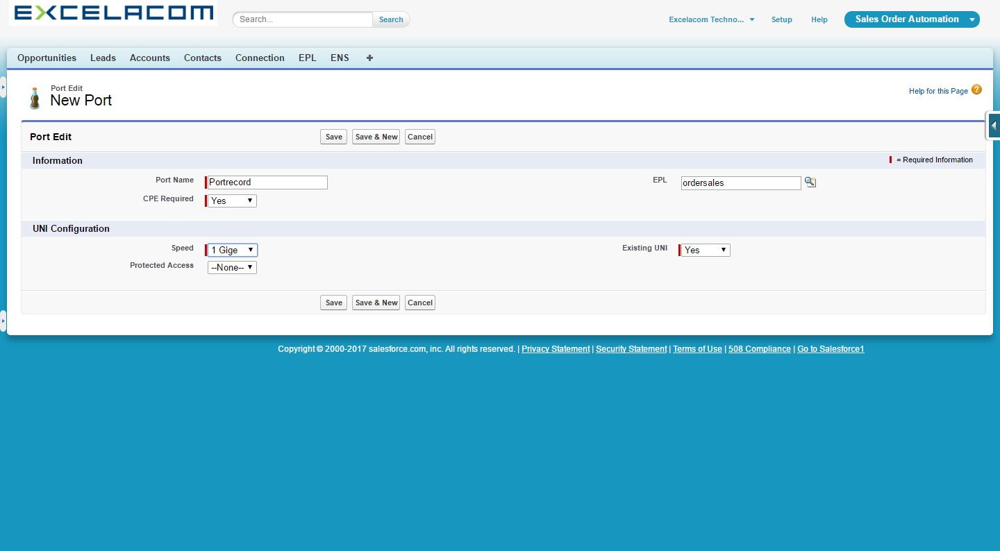 EXCELACOM
Search... Search Excelacom Techno... Setup Help Sales Order Automation
Opportunities Leads Accounts Contacts Connection EPL ENS +
Port Edit
New Port
Help for this Page ?
Port Edit Save Save & New Cancel
Information = Required Information
Port Name Portrecord EPL ordersales
CPE Required Yes
UNI Configuration
Speed 1 Gige Existing UNI Yes
Protected Access --None--
Save Save & New Cancel
Copyright © 2000-2017 salesforce.com, inc. All rights reserved. | Privacy Statement | Security Statement | Terms of Use | 508 Compliance | Go to Salesforce1